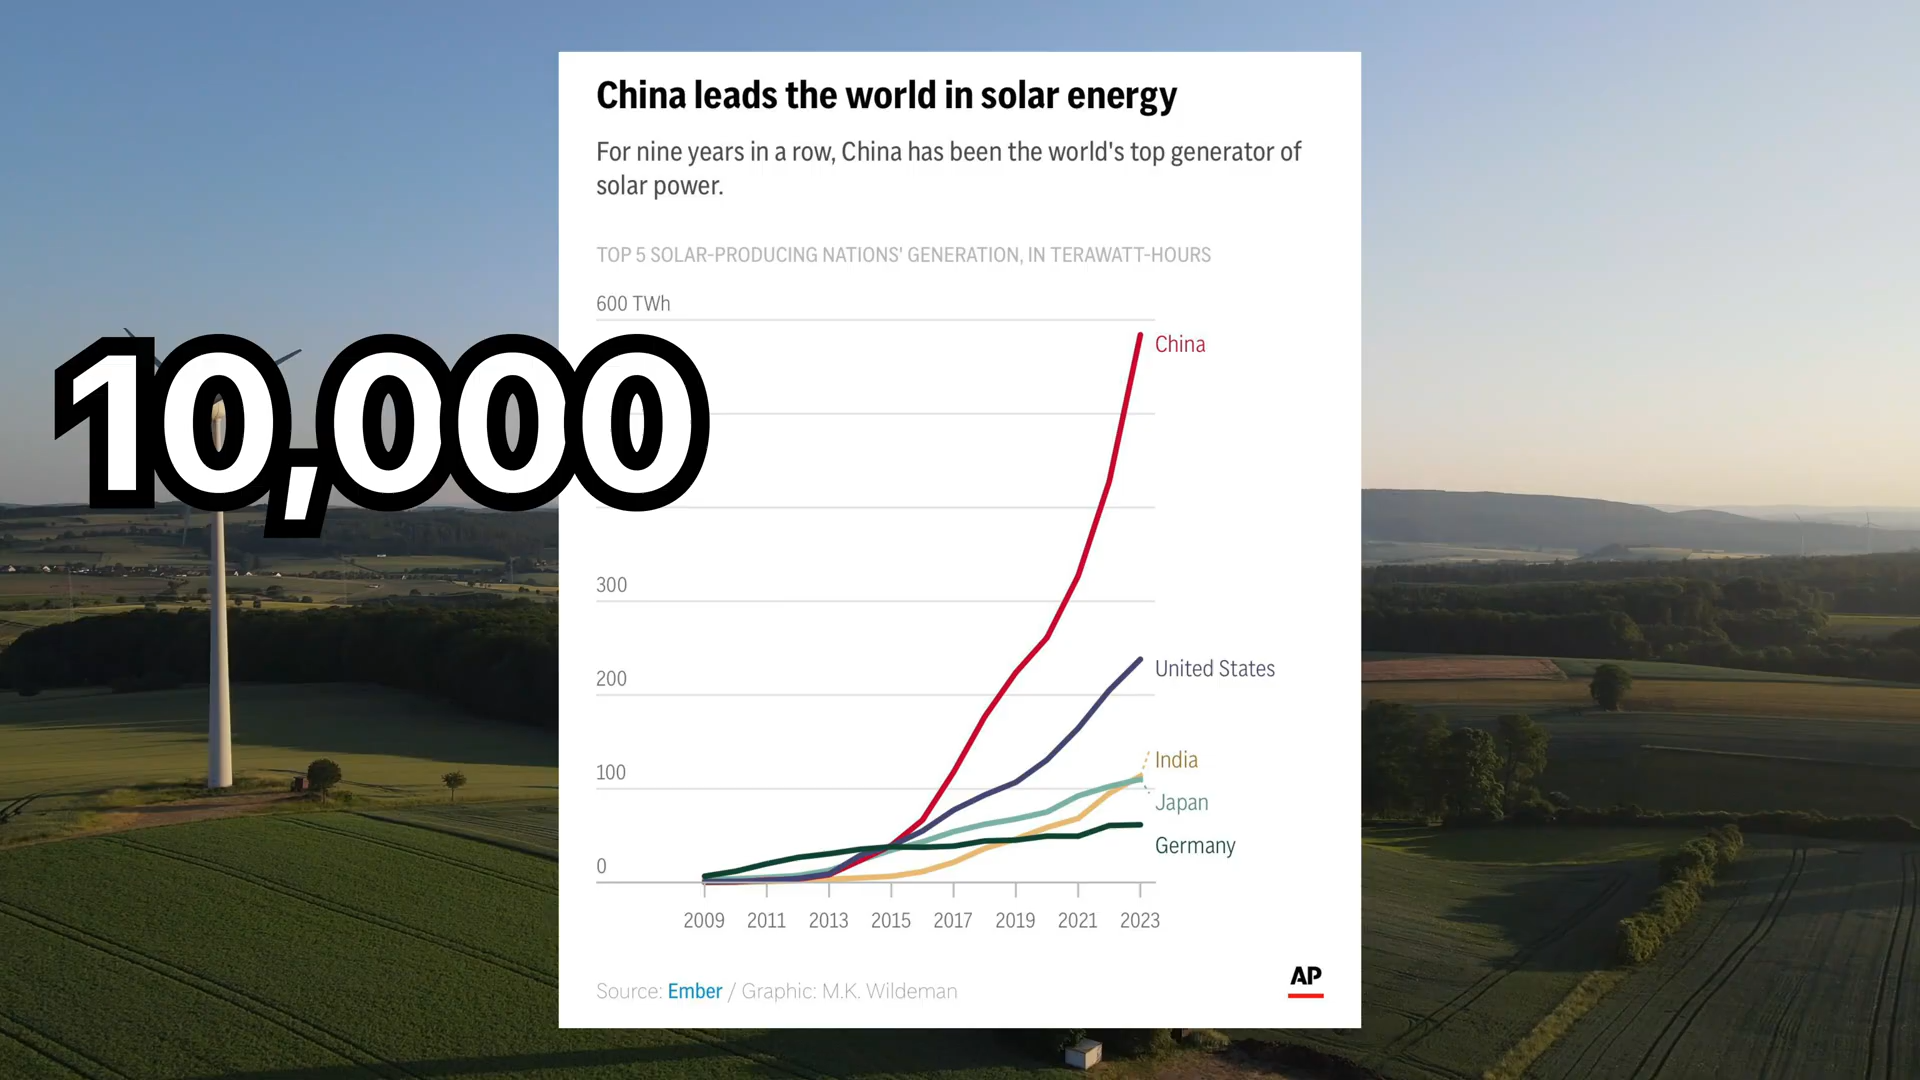 China leads the world in solar energy
For nine years in a row, China has been the world's top generator of
solar power.
TOP 5 SOLAR-PRODUCING NATIONS' GENERATION, IN TERAWATT-HOURS
600 TWh
China
10,000
300
United States
200
India
100
Japan
Germany
0
2009 2011 2013 2015 2017 2019 2021 2023
AP
Source: Ember / Graphic: M.K. Wildeman